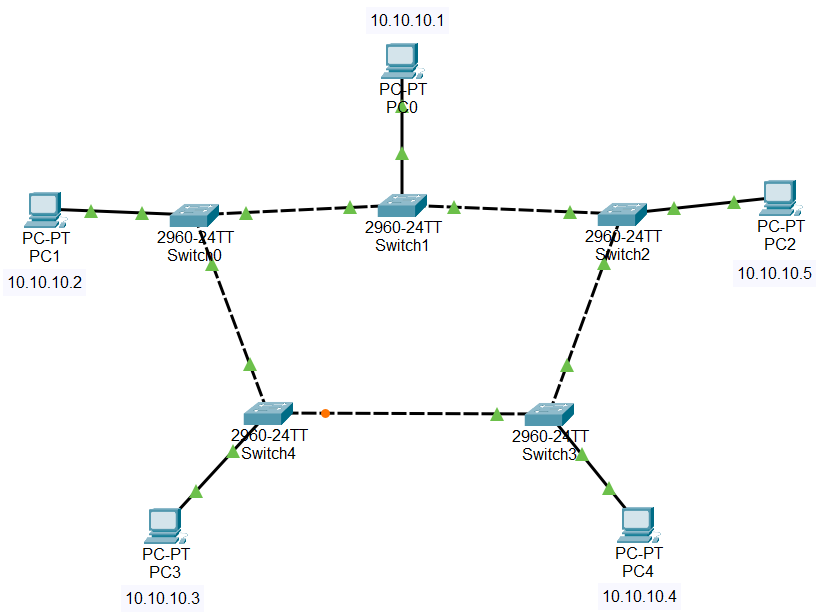 10.10.10.1
PC-PT
PC0
2960-24TT
Switch1
2960-24TT
Switch0
2960-24TT
Switch2
PC-PT
PC1
10.10.10.2
PC-PT
PC2
10.10.10.5
2960-24TT
Switch4
2960-24TT
Switch3
PC-PT
PC3
10.10.10.3
PC-PT
PC4
10.10.10.4